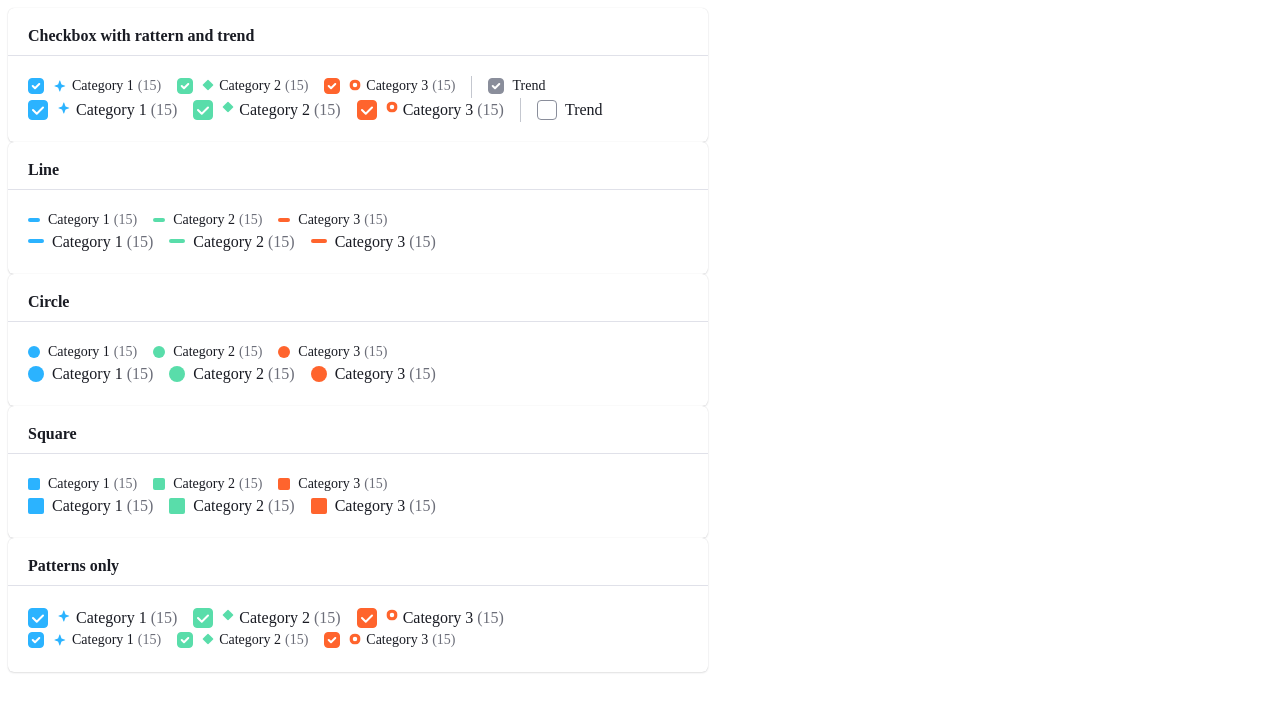 Checkbox with rattern and trend
Category 1 (15) Category 2 (15) Category 3 (15) Trend
Category 1 (15) Category 2 (15) Category 3 (15) Trend
Line
Category 1 (15) Category 2 (15) Category 3 (15)
Category 1 (15) Category 2 (15) Category 3 (15)
Circle
Category 1 (15) Category 2 (15) Category 3 (15)
Category 1 (15) Category 2 (15) Category 3 (15)
Square
Category 1 (15) Category 2 (15) Category 3 (15)
Category 1 (15) Category 2 (15) Category 3 (15)
Patterns only
Category 1 (15) Category 2 (15) Category 3 (15)
Category 1 (15) Category 2 (15) Category 3 (15)